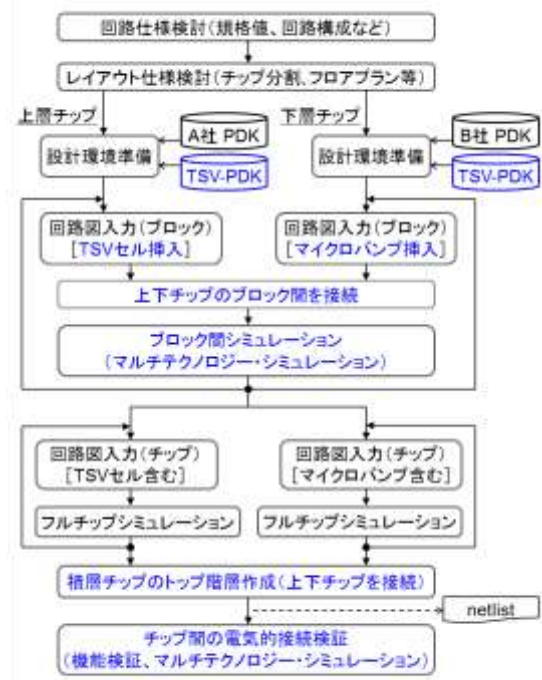 回路仕様検討(規格値、回路構成など)
レイアウト仕様検討(チップ分割、フロアプラン等)
上層チップ
下層チップ
設計環境準備
A社 PDK
TSV-PDK
設計環境準備
B社 PDK
TSV-PDK
回路図入力(ブロック)
[TSVセル挿入]
回路図入力(ブロック)
[マイクロバンプ挿入]
上下チップのブロック間を接続
ブロック間シミュレーション
(マルチテクノロジー・シミュレーション)
回路図入力(チップ)
[TSVセル含む]
回路図入力(チップ)
[マイクロバンプ含む]
フルチップシミュレーション
フルチップシミュレーション
積層チップのトップ階層作成(上下チップを接続)
netlist
チップ間の電気的接続検証
(機能検証、マルチテクノロジー・シミュレーション)